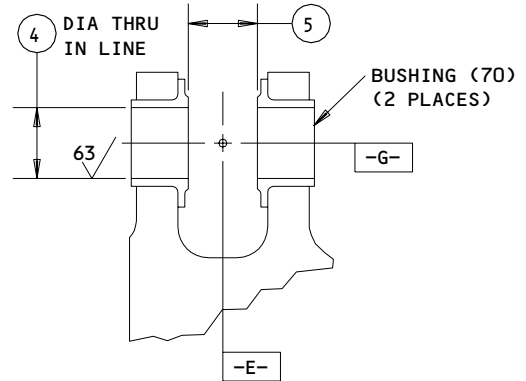 4
DIA THRU
IN LINE
5
BUSHING (70)
(2 PLACES)
63
-G-
-E-